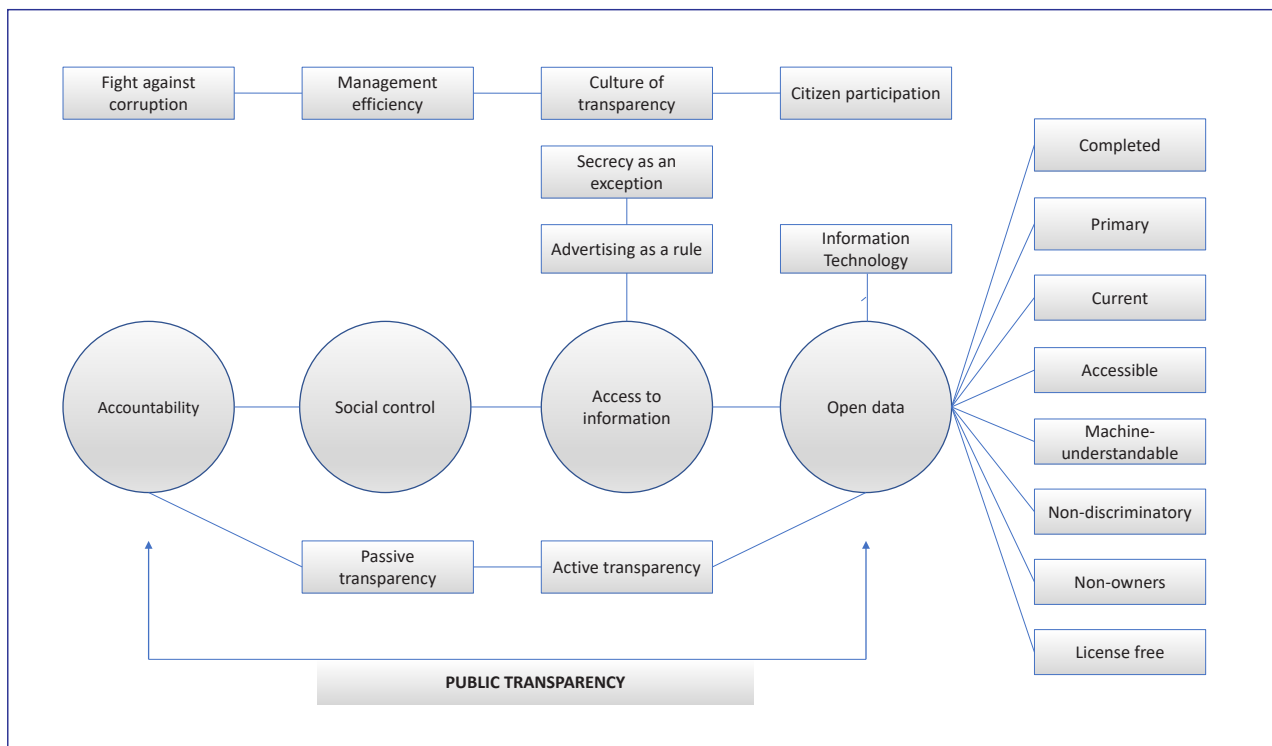 Fight against
corruption
Management
efficiency
Culture of
transparency
Citizen participation
Secrecy as an
exception
Advertising as a rule
Information
Technology
Accountability
Social control
Access to
information
Open data
Completed
Primary
Current
Accessible
Machine-
understandable
Non-discriminatory
Non-owners
License free
Passive
transparency
Active transparency
PUBLIC TRANSPARENCY